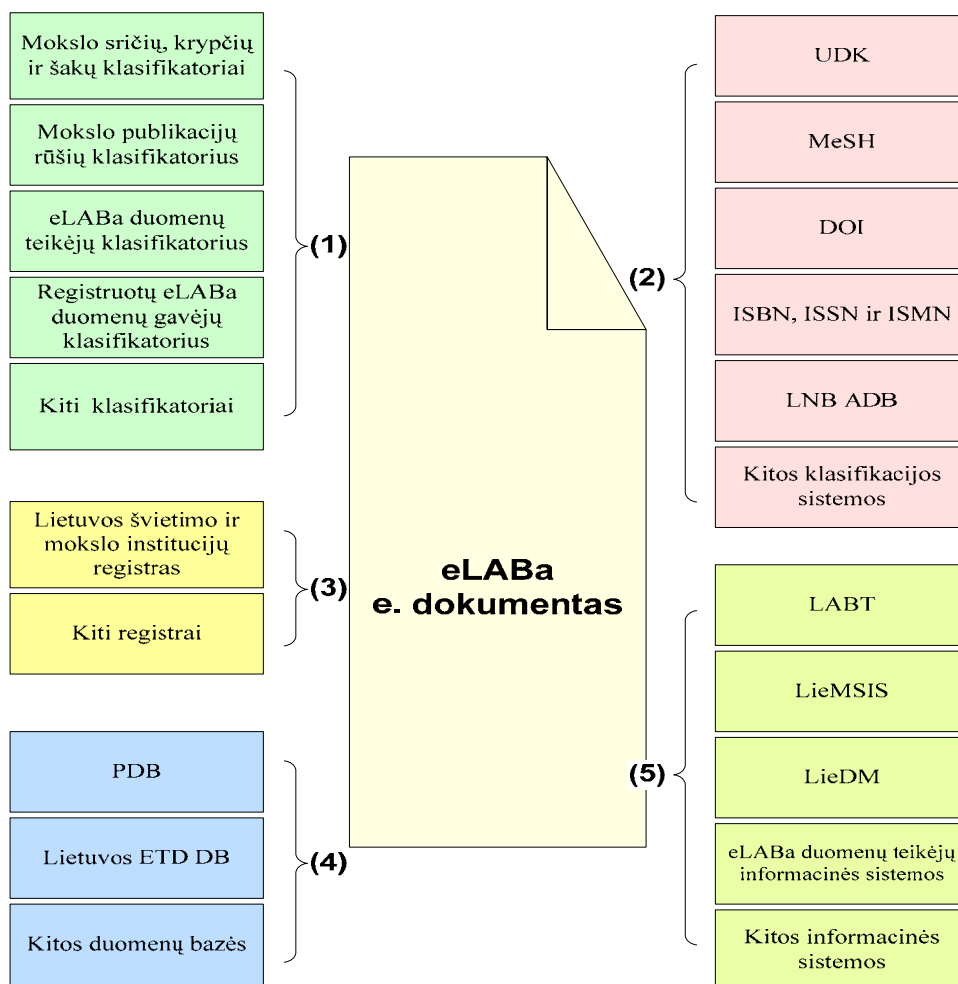 Mokslo sričių, krypčių
ir šakų klasifikatoriai
Mokslo publikacijų
rūšių klasifikatorius
eLABa duomenų
teikėjų klasifikatorius
Registruotų eLABa
duomenų gavėjų
klasifikatorius
Kiti klasifikatoriai
(1)
UDK
MeSH
DOI
ISBN, ISSN ir ISMN
LNB ADB
Kitos klasifikacijos
sistemos
(2)
Lietuvos švietimo ir
mokslo institucijų
registras
Kiti registrai
(3)
eLABa
e. dokumentas
PDB
Lietuvos ETD DB
Kitos duomenų bazės
(4)
LABT
LieMSIS
LieDM
eLABa duomenų teikėjų
informacinės sistemos
Kitos informacinės
sistemos
(5)